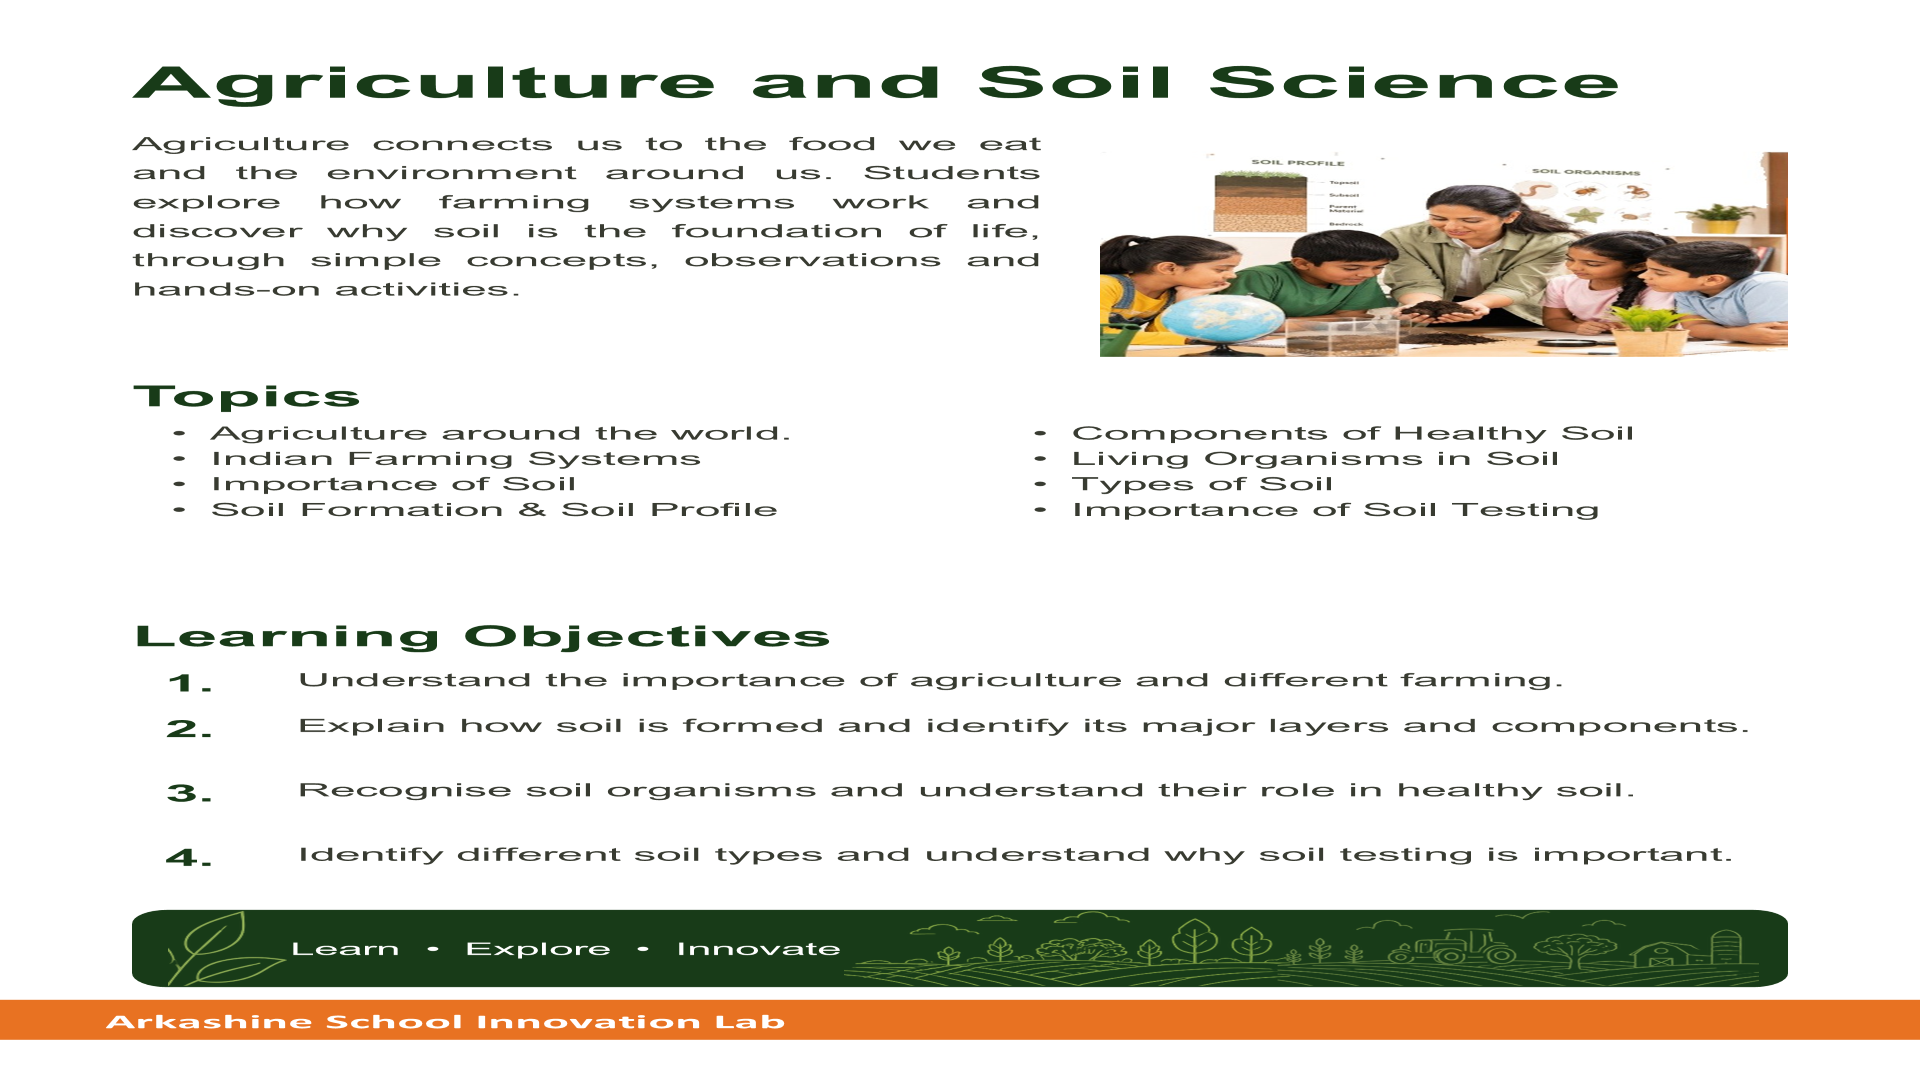 Agriculture and Soil Science
Agriculture connects us to the food we eat
and the environment around us. Students
explore how farming systems work and
discover why soil is the foundation of life,
through simple concepts, observations and
hands-on activities.
SOIL PROFILE
Topsoil
Subsoil
Parent
Material
Bedrock
SOIL ORGANISMS
Topics
• Agriculture around the world.
• Indian Farming Systems
• Importance of Soil
• Soil Formation & Soil Profile
• Components of Healthy Soil
• Living Organisms in Soil
• Types of Soil
• Importance of Soil Testing
Learning Objectives
1. Understand the importance of agriculture and different farming.
2. Explain how soil is formed and identify its major layers and components.
3. Recognise soil organisms and understand their role in healthy soil.
4. Identify different soil types and understand why soil testing is important.
Learn • Explore • Innovate
Arkashine School Innovation Lab